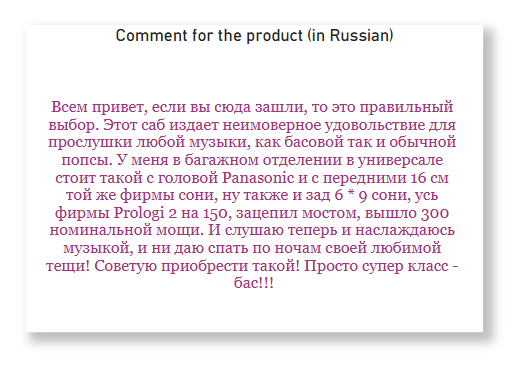 Comment for the product (in Russian)
Всем привет, если вы сюда зашли, то это правильный
выбор. Этот саб издает неимоверное удовольствие для
прослушки любой музыки, как басовой так и обычной
попсы. У меня в багажном отделении в универсале
стоит такой с головой Panasonic и с передними 16 см
той же фирмы сони, ну также и зад 6 * 9 сони, усь
фирмы Prologi 2 на 150, зацепил мостом, вышло 300
номинальной мощи. И слушаю теперь и наслаждаюсь
музыкой, и ни даю спать по ночам своей любимой
тещи! Советую приобрести такой! Просто супер класс -
бас!!!